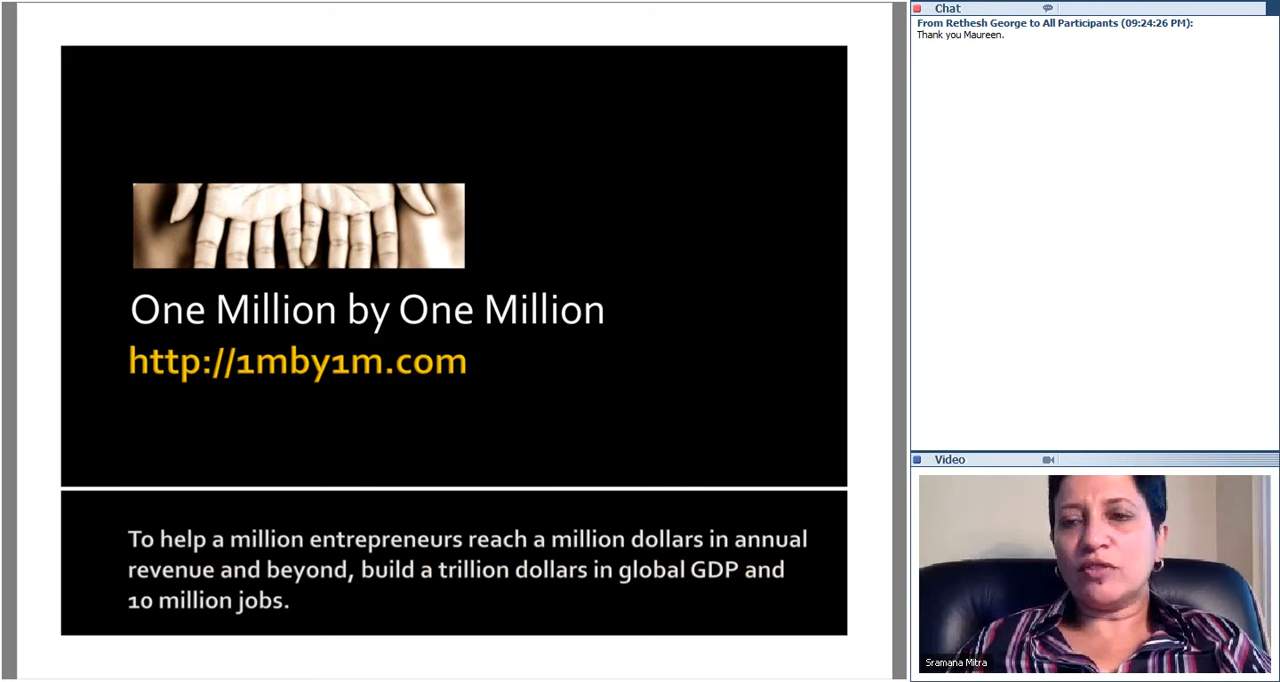 One Million by One Million
http://1mby1m.com
To help a million entrepreneurs reach a million dollars in annual
revenue and beyond, build a trillion dollars in global GDP and
10 million jobs.
Chat
From Rethesh George to All Participants (09:24:26 PM):
Thank you Maureen.
Video
Sramana Mitra